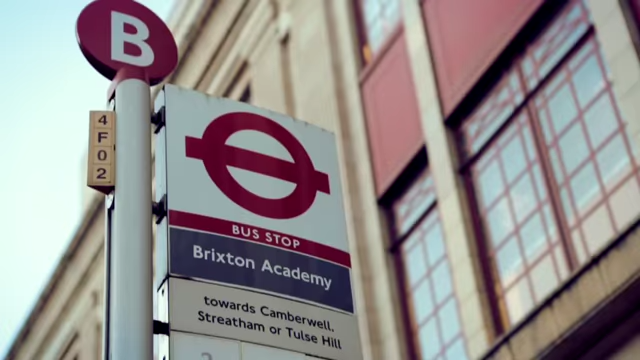 B
4
F
0
2
BUS STOP
Brixton Academy
towards Camberwell,
Streatham or Tulse Hill